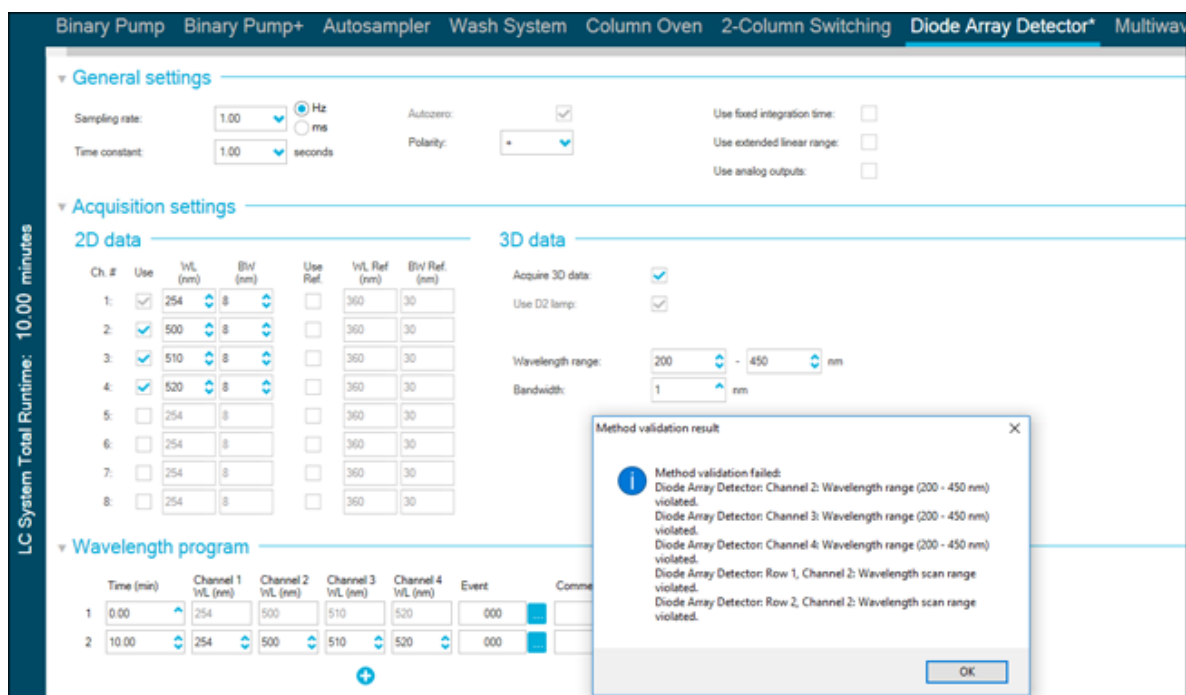 Binary Pump Binary Pump+ Autosampler Wash System Column Oven 2-Column Switching Diode Array Detector* Multiwav
LC System Total Runtime: 10.00 minutes
General settings
Sampling rate: 1.00 Hz ms
Autozero:
Use fixed integration time:
Time constant: 1.00 seconds
Polarity: +
Use extended linear range:
Use analog outputs:
Acquisition settings
2D data
Ch. # Use WL (nm) BW (nm) Use Ref. WL Ref (nm) BW Ref. (nm)
1: 254 8 360 30
2: 500 8 360 30
3: 510 8 360 30
4: 520 8 360 30
5: 254 8 360 30
6: 254 8 360 30
7: 254 8 360 30
8: 254 8 360 30
3D data
Acquire 3D data:
Use D2 lamp:
Wavelength range: 200 - 450 nm
Bandwidth: 1 nm
Wavelength program
Time (min) Channel 1 WL (nm) Channel 2 WL (nm) Channel 3 WL (nm) Channel 4 WL (nm) Event Comme
1 0.00 254 500 510 520 000 ...
2 10.00 254 500 510 520 000 ...
Method validation result
Method validation failed:
Diode Array Detector: Channel 2: Wavelength range (200 - 450 nm)
violated.
Diode Array Detector: Channel 3: Wavelength range (200 - 450 nm)
violated.
Diode Array Detector: Channel 4: Wavelength range (200 - 450 nm)
violated.
Diode Array Detector: Row 1, Channel 2: Wavelength scan range
violated.
Diode Array Detector: Row 2, Channel 2: Wavelength scan range
violated.
OK